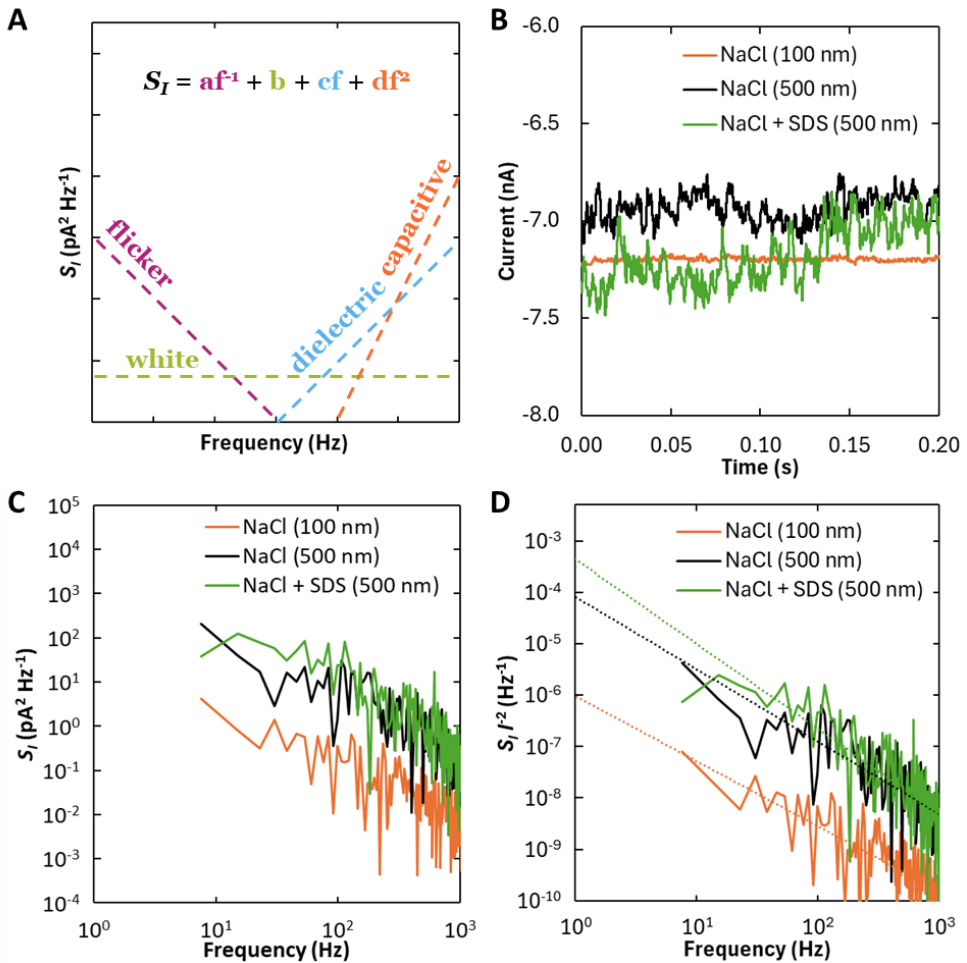 A
S_I = af⁻¹ + b + cf + df²
flicker
white
dielectric
capacitive
S_I (pA² Hz⁻¹)
Frequency (Hz)
B
NaCl (100 nm)
NaCl (500 nm)
NaCl + SDS (500 nm)
-6.0
-6.5
-7.0
-7.5
-8.0
Current (nA)
0.00 0.05 0.10 0.15 0.20
Time (s)
C
NaCl (100 nm)
NaCl (500 nm)
NaCl + SDS (500 nm)
10⁵
10⁴
10³
10²
10¹
10⁰
10⁻¹
10⁻²
10⁻³
10⁻⁴
S_I (pA² Hz⁻¹)
10⁰ 10¹ 10² 10³
Frequency (Hz)
D
NaCl (100 nm)
NaCl (500 nm)
NaCl + SDS (500 nm)
10⁻³
10⁻⁴
10⁻⁵
10⁻⁶
10⁻⁷
10⁻⁸
10⁻⁹
10⁻¹⁰
S_I I⁻² (Hz⁻¹)
10⁰ 10¹ 10² 10³
Frequency (Hz)